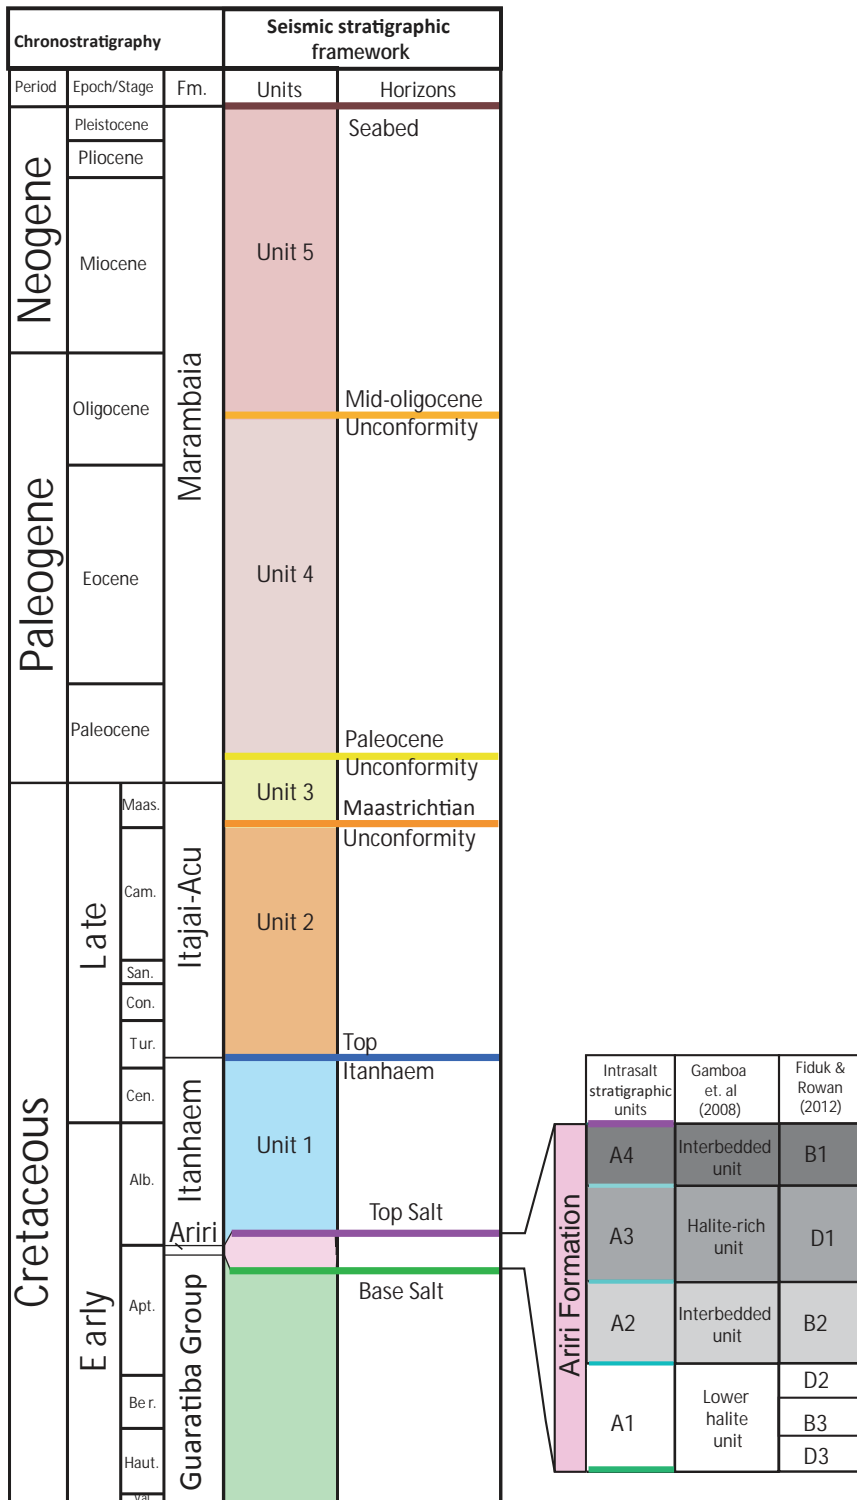 Chronostratigraphy
Seismic stratigraphic
framework
Period
Epoch/Stage
Fm.
Units
Horizons
Neogene
Pleistocene
Pliocene
Miocene
Paleogene
Oligocene
Eocene
Paleocene
Cretaceous
Late
Maas.
Cam.
San.
Con.
Tur.
Cen.
Early
Alb.
Apt.
Ber.
Haut.
Val.
Marambaia
Itajai-Acu
Itanhaem
Ariri
Guaratiba Group
Unit 5
Unit 4
Unit 3
Unit 2
Unit 1
Seabed
Mid-oligocene
Unconformity
Paleocene
Unconformity
Maastrichtian
Unconformity
Top
Itanhaem
Top Salt
Base Salt
Ariri Formation
Intrasalt
stratigraphic
units
Gamboa
et. al
(2008)
Fiduk &
Rowan
(2012)
A4
Interbedded
unit
B1
A3
Halite-rich
unit
D1
A2
Interbedded
unit
B2
A1
Lower
halite
unit
D2
B3
D3